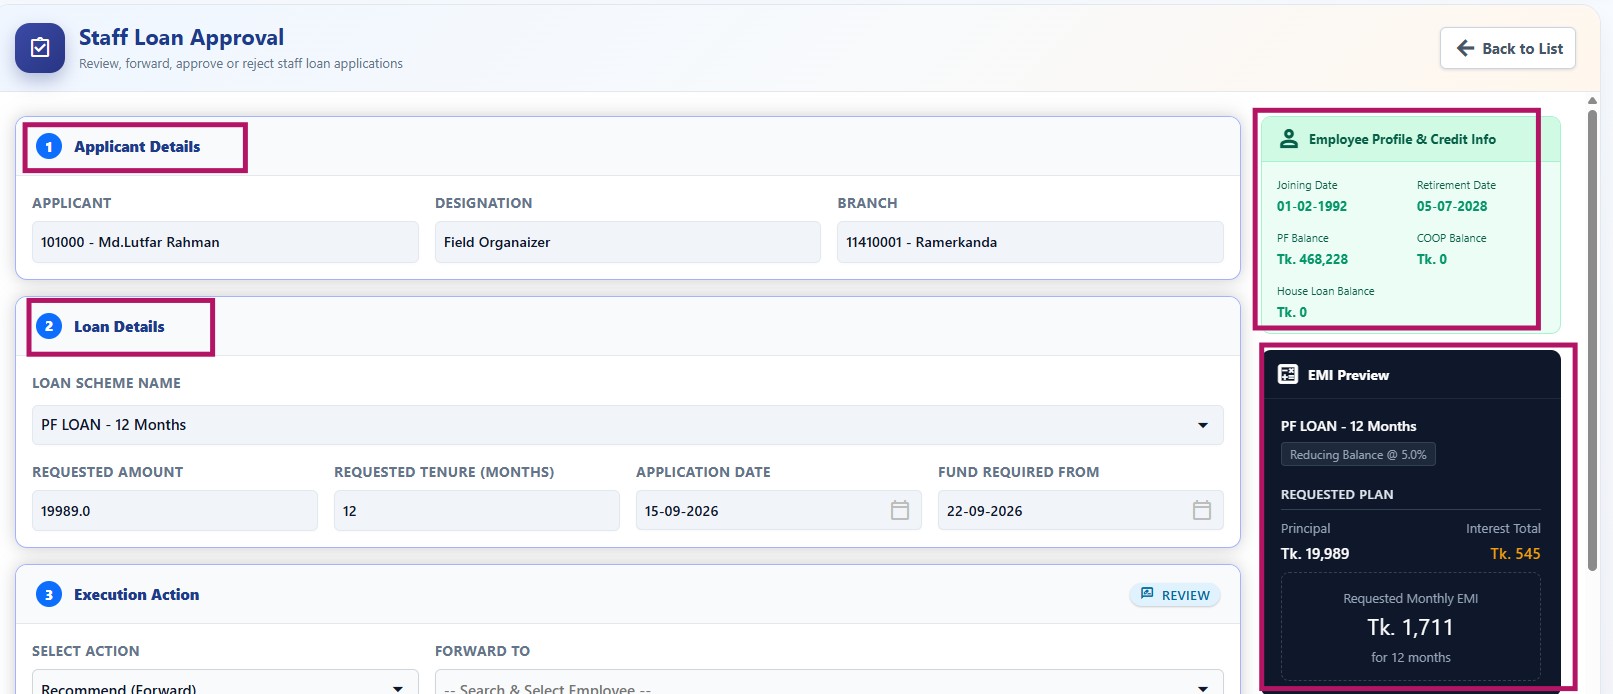 Staff Loan Approval
Review, forward, approve or reject staff loan applications
Back to List
1 Applicant Details
APPLICANT DESIGNATION BRANCH
101000 - Md.Lutfar Rahman Field Organaizer 11410001 - Ramerkanda
2 Loan Details
LOAN SCHEME NAME
PF LOAN - 12 Months
REQUESTED AMOUNT REQUESTED TENURE (MONTHS) APPLICATION DATE FUND REQUIRED FROM
19989.0 12 15-09-2026 22-09-2026
3 Execution Action REVIEW
SELECT ACTION FORWARD TO
Recommend (Forward) -- Search & Select Employee --
Employee Profile & Credit Info
Joining Date Retirement Date
01-02-1992 05-07-2028
PF Balance COOP Balance
Tk. 468,228 Tk. 0
House Loan Balance
Tk. 0
EMI Preview
PF LOAN - 12 Months
Reducing Balance @ 5.0%
REQUESTED PLAN
Principal Interest Total
Tk. 19,989 Tk. 545
Requested Monthly EMI
Tk. 1,711
for 12 months